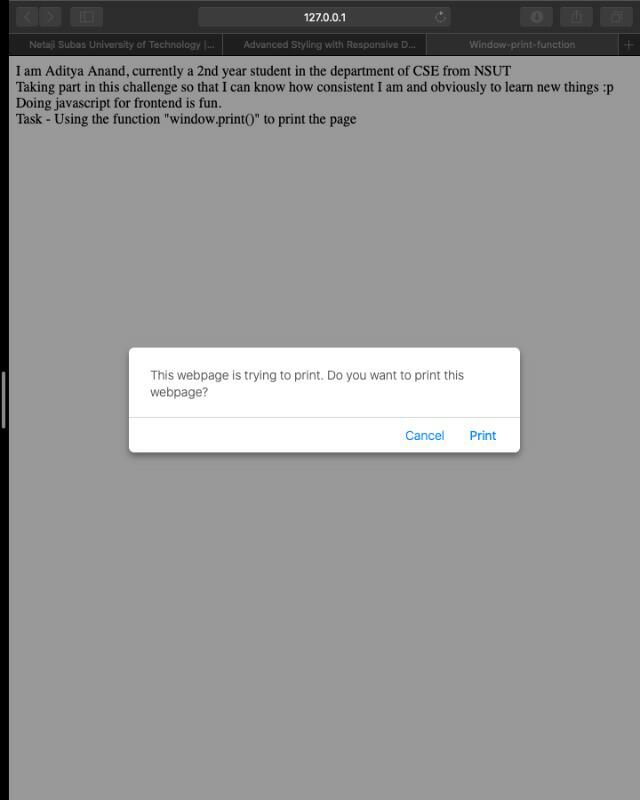 127.0.0.1
Netaji Subas University of Technology |...
Advanced Styling with Responsive D...
Window-print-function
+
I am Aditya Anand, currently a 2nd year student in the department of CSE from NSUT
Taking part in this challenge so that I can know how consistent I am and obviously to learn new things :p
Doing javascript for frontend is fun.
Task - Using the function "window.print()" to print the page
This webpage is trying to print. Do you want to print this
webpage?
Cancel Print